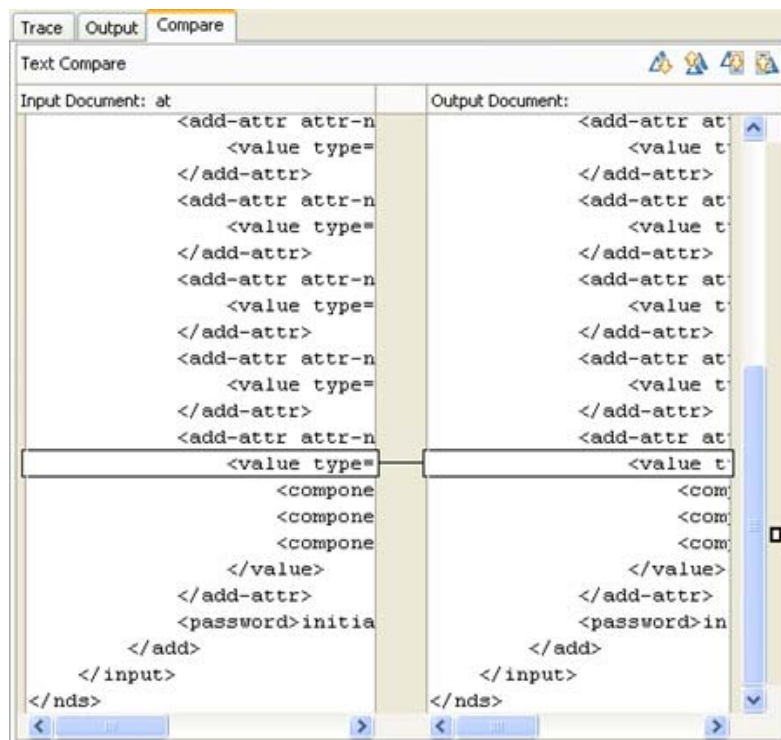 Trace Output Compare
Text Compare
Input Document: at
<add-attr attr-n
<value type=
</add-attr>
<add-attr attr-n
<value type=
</add-attr>
<add-attr attr-n
<value type=
</add-attr>
<add-attr attr-n
<value type=
</add-attr>
<add-attr attr-n
<value type=
<compone
<compone
<compone
</value>
</add-attr>
<password>initia
</add>
</input>
</nds>
Output Document:
<add-attr at
<value t
</add-attr>
<add-attr at
<value t
</add-attr>
<add-attr at
<value t
</add-attr>
<add-attr at
<value t
</add-attr>
<add-attr at
<value t
<com
<com
<com
</value>
</add-attr>
<password>in
</add>
</input>
</nds>